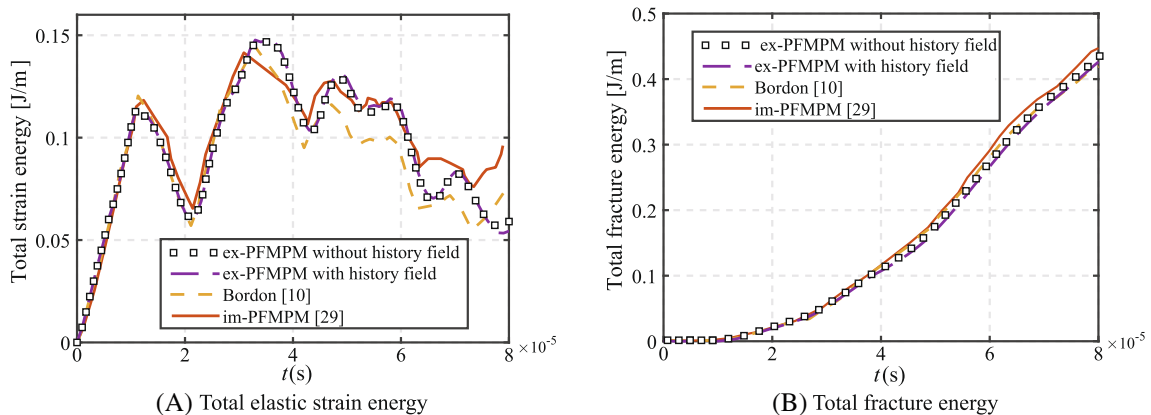 0.15
0.1
0.05
0
Total strain energy [J/m]
ex-PFMPM without history field
ex-PFMPM with history field
Bordon [10]
im-PFMPM [29]
0 2 4 6 8
×10-5
t(s)
(A) Total elastic strain energy
0.5
0.4
0.3
0.2
0.1
0
Total fracture energy [J/m]
ex-PFMPM without history field
ex-PFMPM with history field
Bordon [10]
im-PFMPM [29]
0 2 4 6 8
×10-5
t(s)
(B) Total fracture energy